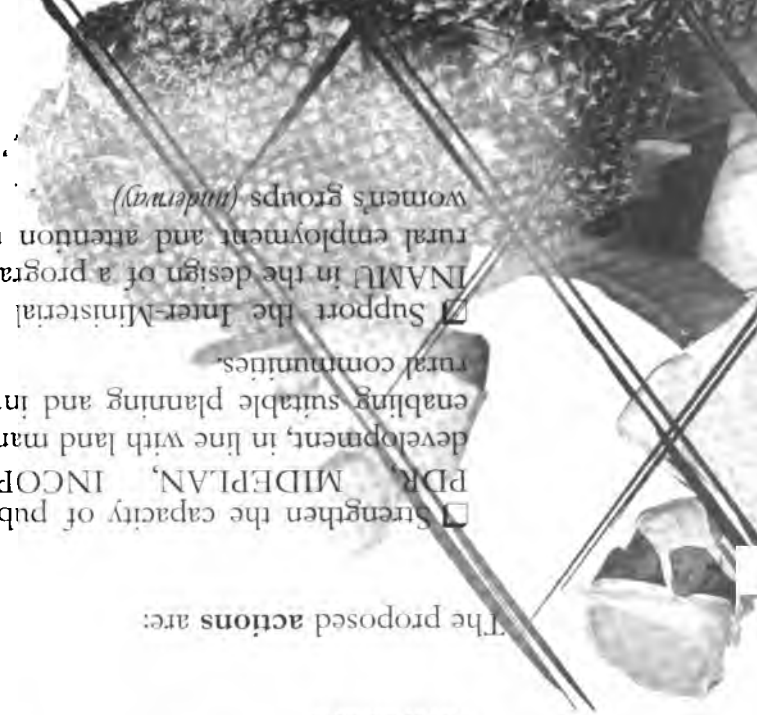 The proposed actions are:
❑ Strengthen the capacity of pub
PDR, MIDEPLAN, INCOP
development, in line with land man
enabling suitable planning and in
rural communities.
❑ Support the Inter-Ministerial
INAMU in the design of a progra
rural employment and attention
women's groups (underway)